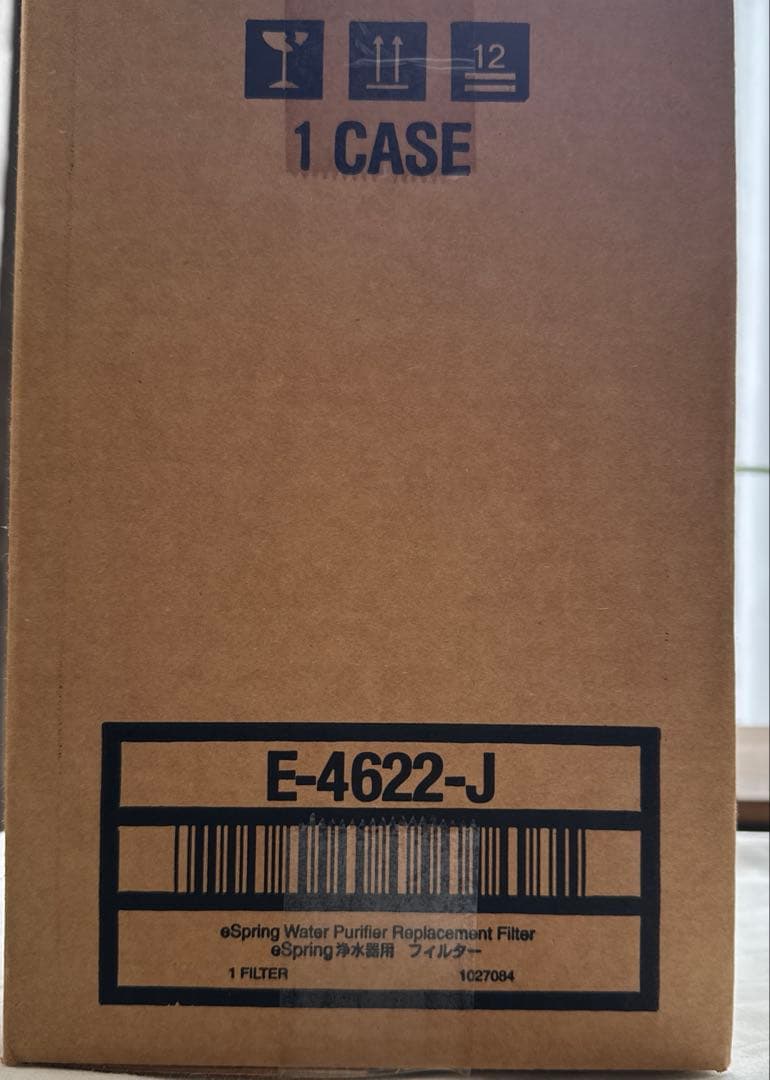 12
1 CASE
E-4622-J
eSpring Water Purifier Replacement Filter
eSpring浄水器用 フィルター
1 FILTER 1027084